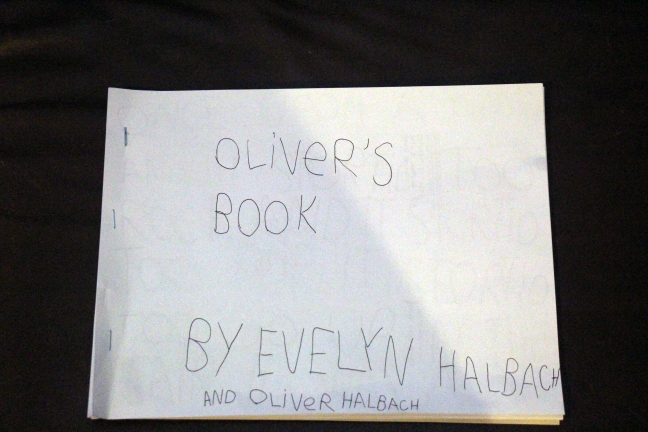 OLiVeR'S
BOOK
BY EVELYN HALBACH
AND OLiVeR HALBACH